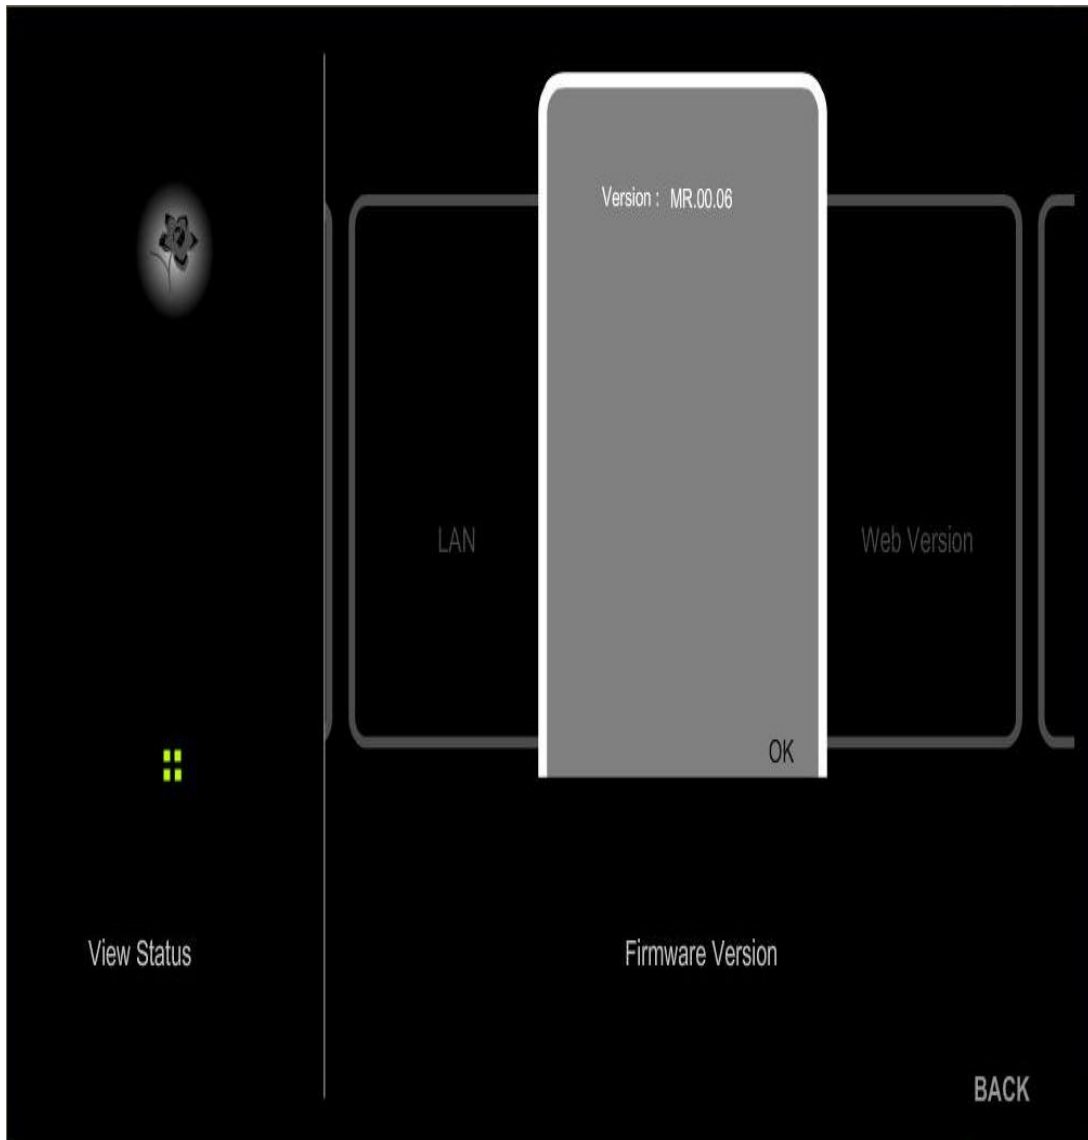 Version : MR.00.06
LAN
Web Version
OK
View Status
Firmware Version
BACK